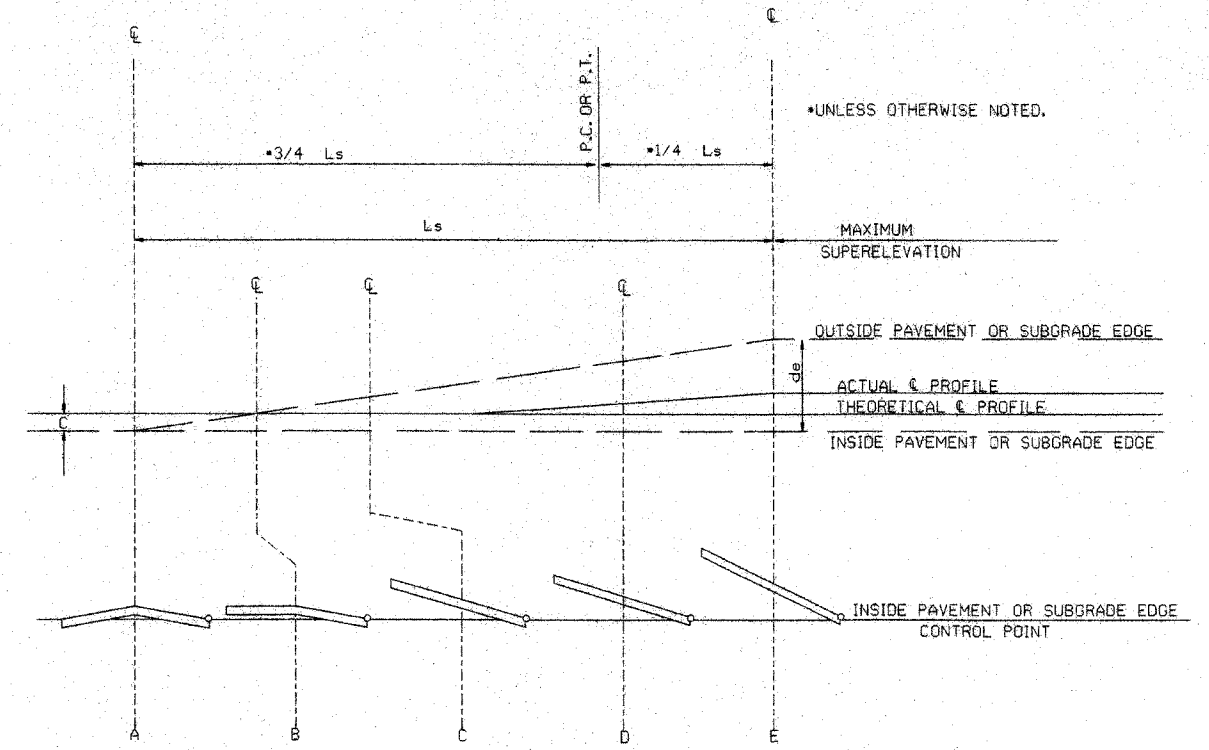 ℄
℄
P.C. OR P.T.
*UNLESS OTHERWISE NOTED.
*3/4 Ls
*1/4 Ls
Ls
MAXIMUM
SUPERELEVATION
℄
℄
℄
OUTSIDE PAVEMENT OR SUBGRADE EDGE
de
ACTUAL ℄ PROFILE
THEORETICAL ℄ PROFILE
C
INSIDE PAVEMENT OR SUBGRADE EDGE
INSIDE PAVEMENT OR SUBGRADE EDGE
CONTROL POINT
A
B
C
D
E